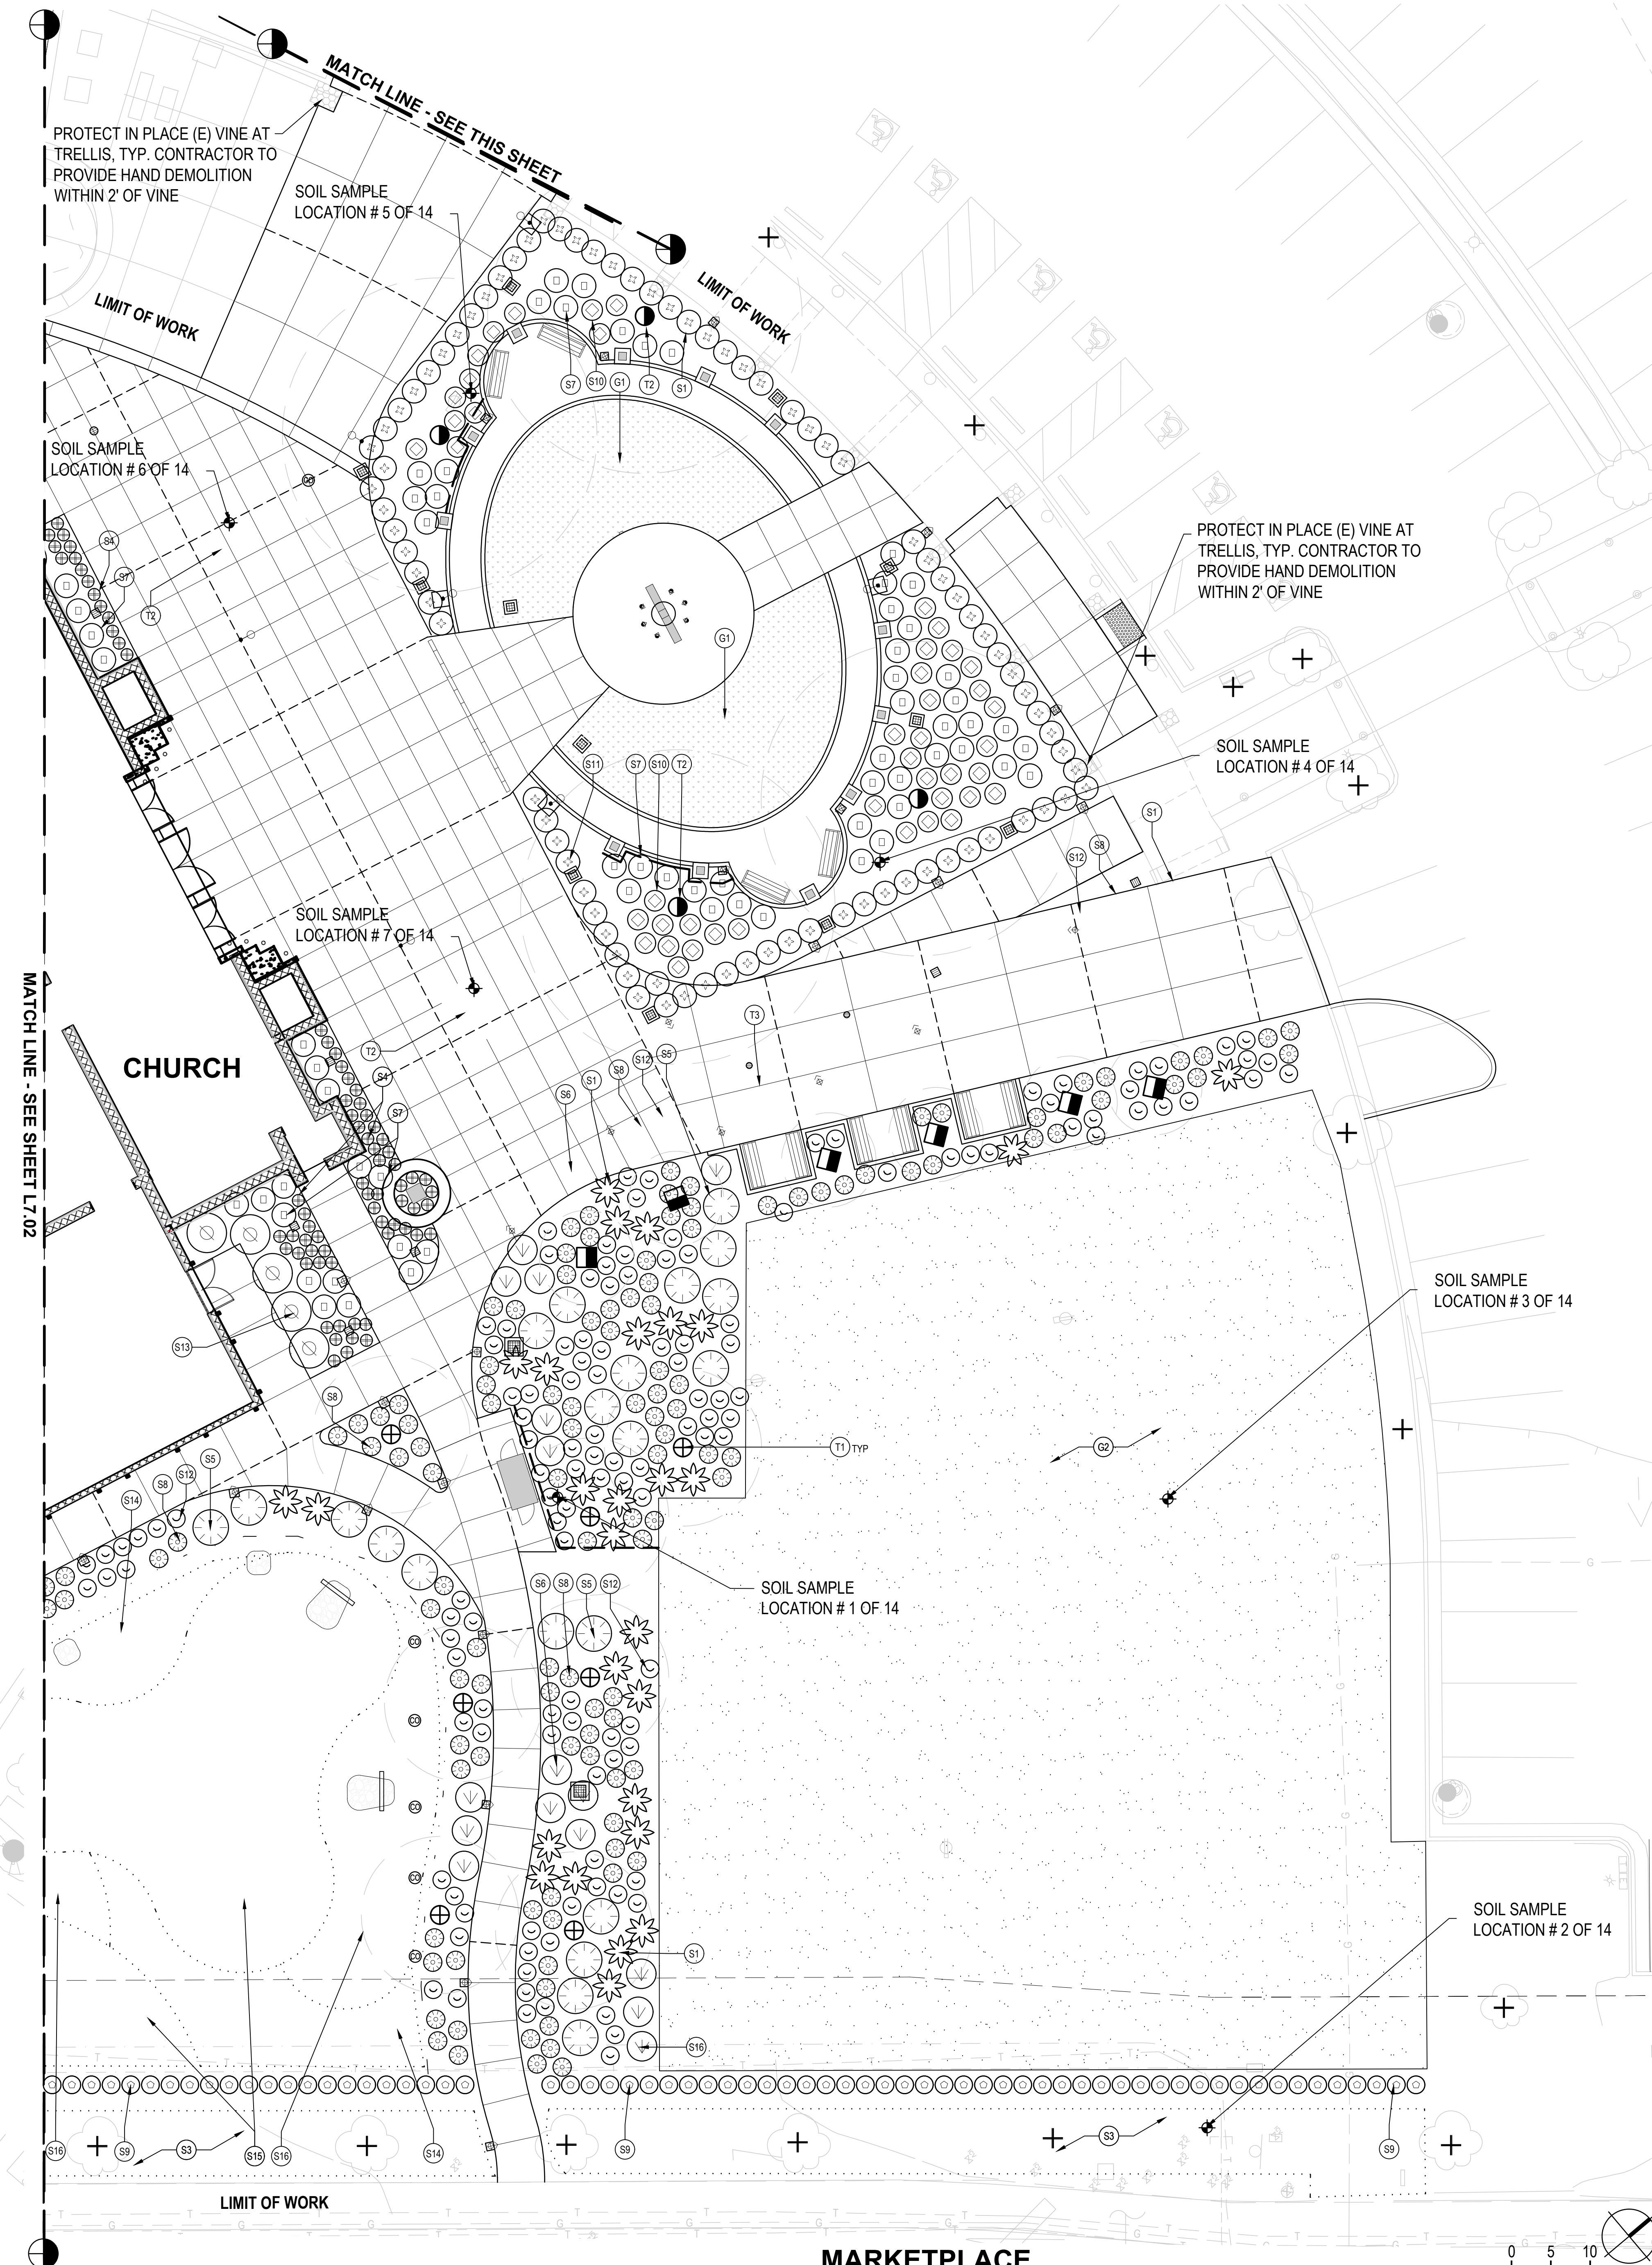 MATCH LINE - SEE THIS SHEET
PROTECT IN PLACE (E) VINE AT
TRELLIS, TYP. CONTRACTOR TO
PROVIDE HAND DEMOLITION
WITHIN 2' OF VINE
SOIL SAMPLE
LOCATION # 5 OF 14
LIMIT OF WORK
LIMIT OF WORK
S7 S10 G1 T2 S1
SOIL SAMPLE
LOCATION # 6 OF 14
S4
S7
T2
PROTECT IN PLACE (E) VINE AT
TRELLIS, TYP. CONTRACTOR TO
PROVIDE HAND DEMOLITION
WITHIN 2' OF VINE
G1
SOIL SAMPLE
LOCATION # 4 OF 14
S11 S7 S10 T2
S1
S8
S12
SOIL SAMPLE
LOCATION # 7 OF 14
MATCH LINE - SEE SHEET L7.02
CHURCH
T2
S4
S7
T3
S6 S1 S8 S12 S5
SOIL SAMPLE
LOCATION # 3 OF 14
S13
S8
T1 TYP
G2
S14 S8 S12 S5
SOIL SAMPLE
LOCATION # 1 OF 14
S6 S8 S5 S12
CO
CO
CO
CO
CO
G
G
G
G
G
SOIL SAMPLE
LOCATION # 2 OF 14
S1
S16
S16 S9 S3 S15 S16 S14 S9 S3 S9
LIMIT OF WORK
MARKETPLACE
0 5 10